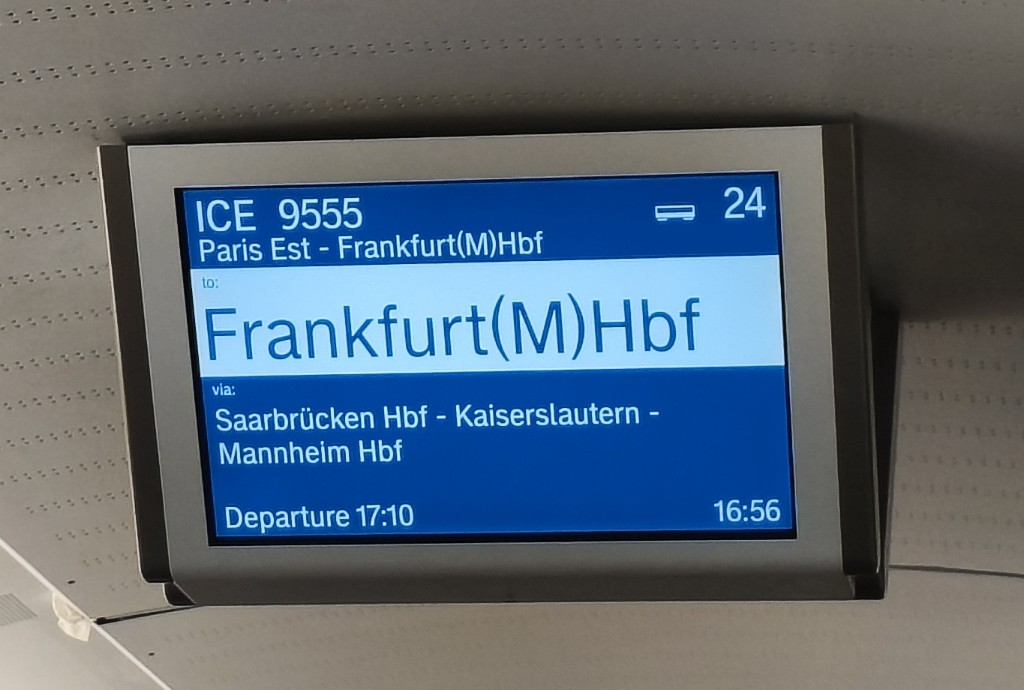 ICE 9555 24
Paris Est - Frankfurt(M)Hbf
to:
Frankfurt(M)Hbf
via:
Saarbrücken Hbf - Kaiserslautern -
Mannheim Hbf
Departure 17:10 16:56